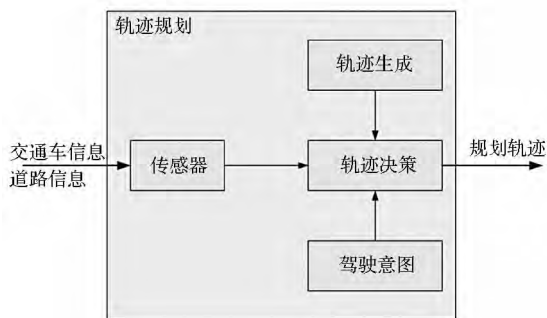 轨迹规划
轨迹生成
交通车信息
道路信息
传感器
轨迹决策
规划轨迹
驾驶意图